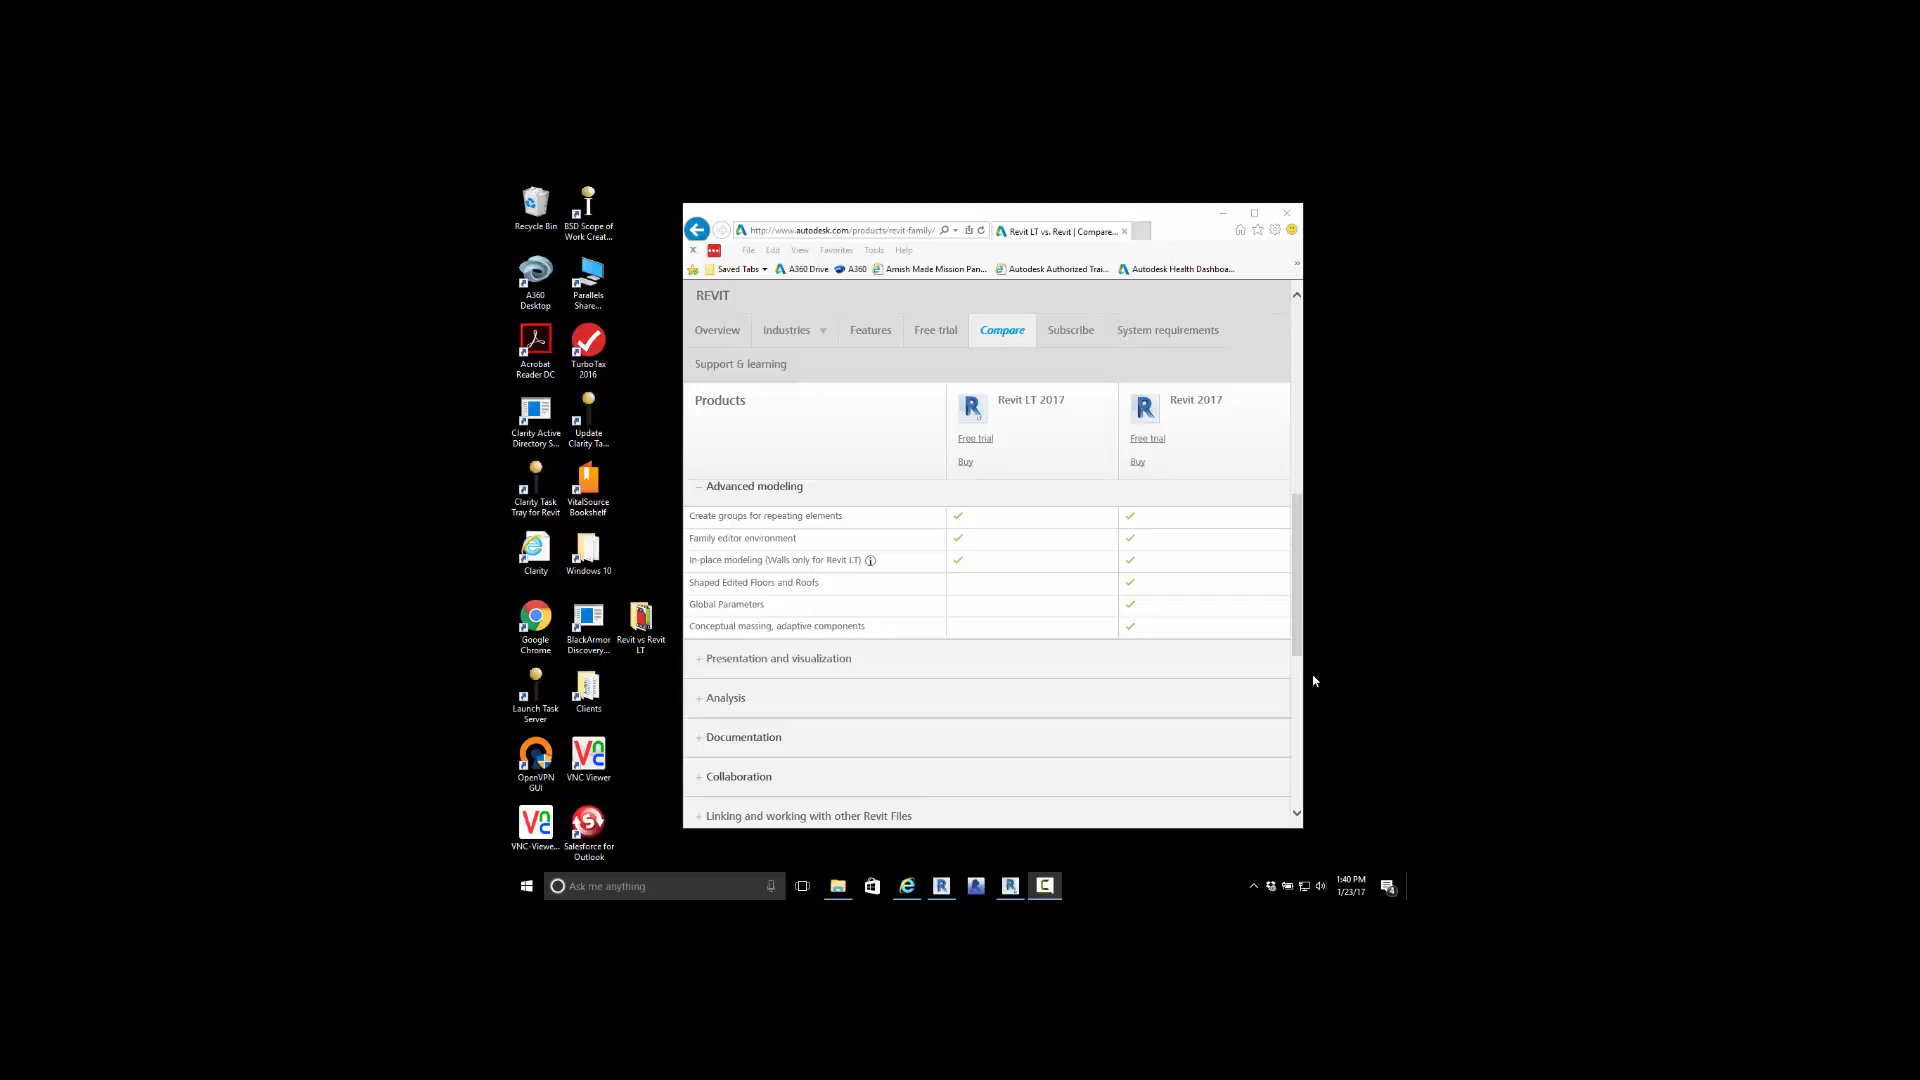 Recycle Bin
BSD Scope of
Work Creat...
A360
Desktop
Parallels
Share...
Acrobat
Reader DC
TurboTax
2016
Clarity Active
Directory S...
Update
Clarity Ta...
Clarity Task
Tray for Revit
VitalSource
Bookshelf
Clarity
Windows 10
Google
Chrome
BlackArmor
Discovery...
Revit vs Revit
LT
Launch Task
Server
Clients
OpenVPN
GUI
VNC Viewer
VNC-Viewe...
Salesforce for
Outlook
http://www.autodesk.com/products/revit-family/
Revit LT vs. Revit | Compare...
File Edit View Favorites Tools Help
Saved Tabs A360 Drive A360 Amish Made Mission Pan... Autodesk Authorized Trai... Autodesk Health Dashboa...
REVIT
Overview Industries Features Free trial Compare Subscribe System requirements
Support & learning
Products
Revit LT 2017
Free trial
Buy
Revit 2017
Free trial
Buy
– Advanced modeling
Create groups for repeating elements
Family editor environment
In-place modeling (Walls only for Revit LT)
Shaped Edited Floors and Roofs
Global Parameters
Conceptual massing, adaptive components
+ Presentation and visualization
+ Analysis
+ Documentation
+ Collaboration
+ Linking and working with other Revit Files
Ask me anything
1:40 PM
1/23/17
4